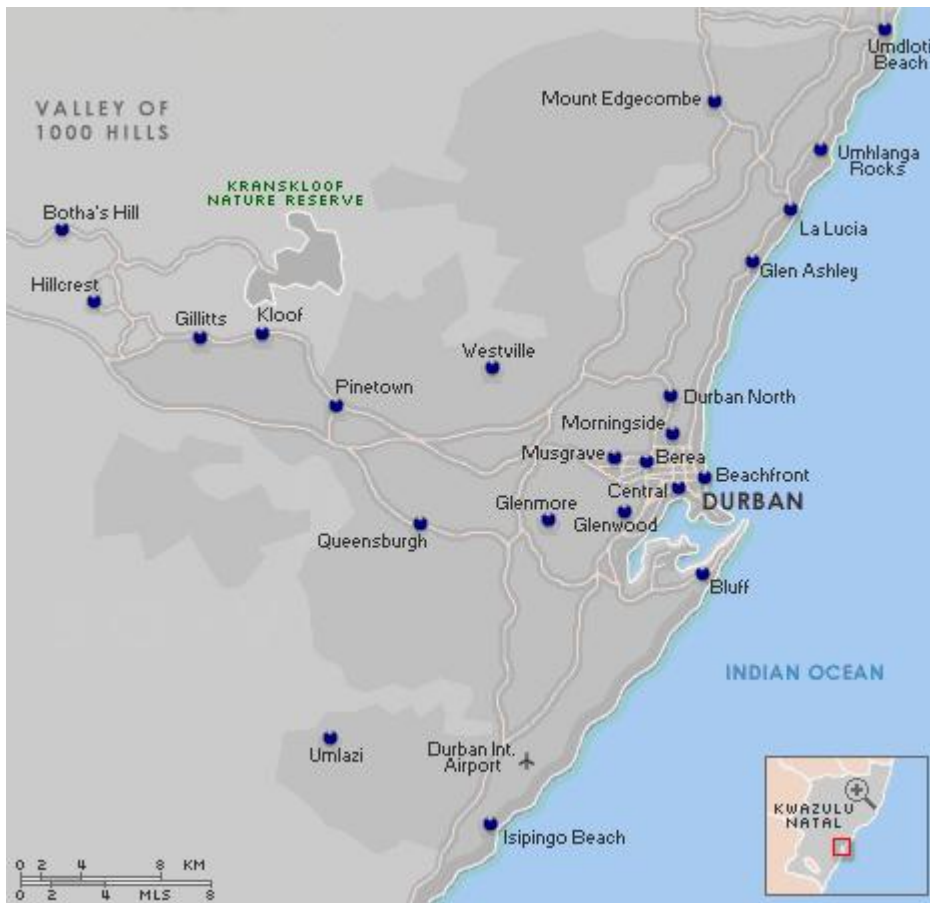 Umdloti
Beach
Mount Edgecombe
VALLEY OF
1000 HILLS
Umhlanga
Rocks
KRANSKLOOF
NATURE RESERVE
Botha's Hill
La Lucia
Glen Ashley
Hillcrest
Gillitts
Kloof
Westville
Pinetown
Durban North
Morningside
Musgrave
Berea
Beachfront
Central
DURBAN
Glenmore
Glenwood
Queensburgh
Bluff
INDIAN OCEAN
Umlazi
Durban Int.
Airport
KWAZULU
NATAL
Isipingo Beach
0 2 4 8 KM
0 2 4 8
MLS